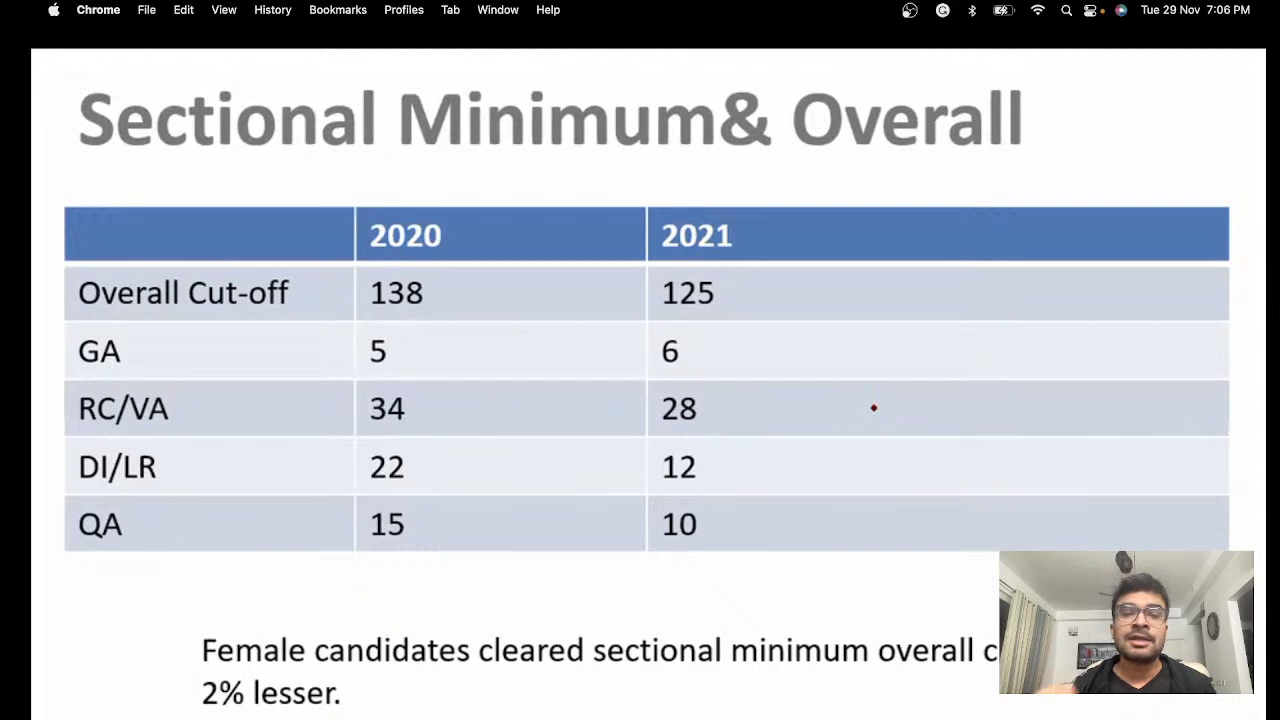 Chrome File Edit View History Bookmarks Profiles Tab Window Help Tue 29 Nov 7:06 PM
Sectional Minimum& Overall
2020 2021
Overall Cut-off 138 125
GA 5 6
RC/VA 34 28
DI/LR 22 12
QA 15 10
Female candidates cleared sectional minimum overall
2% lesser.